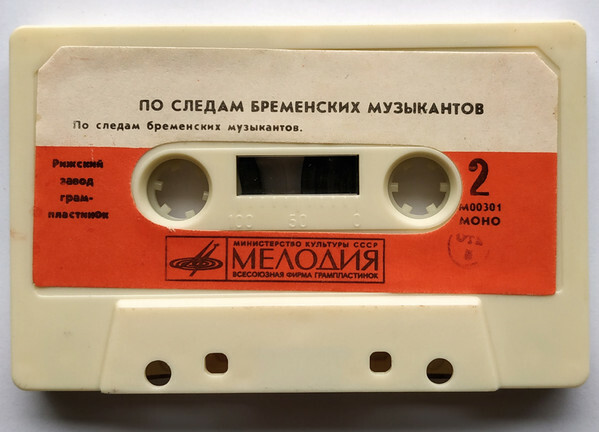 ПО СЛЕДАМ БРЕМЕНСКИХ МУЗЫКАНТОВ
По следам бременских музыкантов.
Рижский
завод
грам-
пластинок
2
М00301
МОНО
100 50 0
МИНИСТЕРСТВО КУЛЬТУРЫ СССР
МЕЛОДИЯ
ВСЕСОЮЗНАЯ ФИРМА ГРАМПЛАСТИНОК